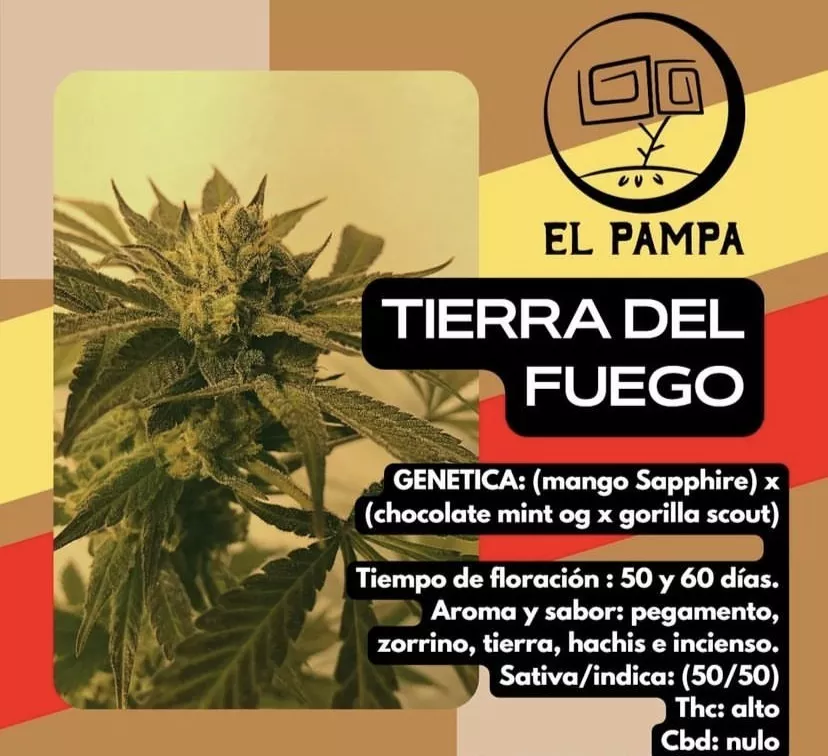 EL PAMPA
TIERRA DEL
FUEGO
GENETICA: (mango Sapphire) x
(chocolate mint og x gorilla scout)
Tiempo de floración : 50 y 60 días.
Aroma y sabor: pegamento,
zorrino, tierra, hachis e incienso.
Sativa/indica: (50/50)
Thc: alto
Cbd: nulo